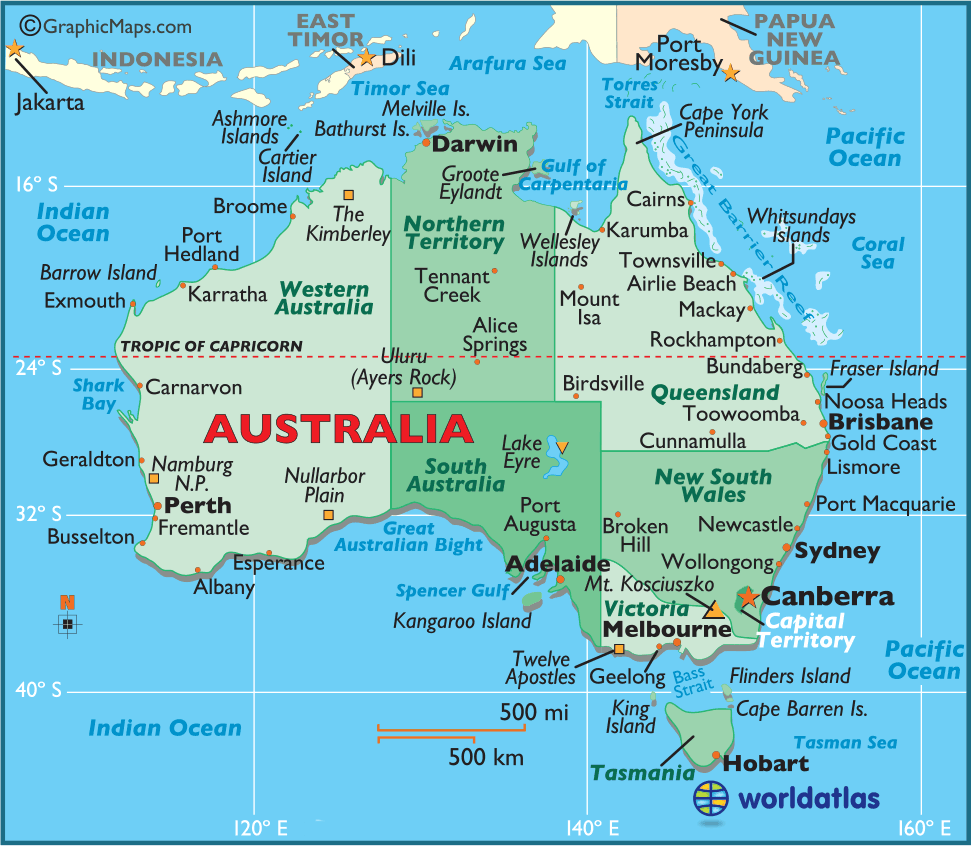 ©GraphicMaps.com
EAST
TIMOR
PAPUA
NEW
GUINEA
INDONESIA
Dili
Port
Moresby
Arafura Sea
Jakarta
Timor Sea
Torres
Strait
Melville Is.
Bathurst Is.
Ashmore
Islands
Cartier
Island
Cape York
Peninsula
Pacific
Ocean
Darwin
Groote
Eylandt
Gulf of
Carpentaria
Great Barrier Reef
16° S
Indian
Ocean
Broome
The
Kimberley
Northern
Territory
Cairns
Whitsundays
Islands
Karumba
Wellesley
Islands
Coral
Sea
Port
Hedland
Townsville
Barrow Island
Airlie Beach
Exmouth
Karratha
Western
Australia
Tennant
Creek
Mount
Isa
Mackay
Alice
Springs
Rockhampton
TROPIC OF CAPRICORN
Uluru
(Ayers Rock)
24° S
Bundaberg
Fraser Island
Shark
Bay
Carnarvon
Birdsville
Queensland
Noosa Heads
Toowoomba
Brisbane
AUSTRALIA
Lake
Eyre
Cunnamulla
Gold Coast
Geraldton
Namburg
N.P.
Nullarbor
Plain
South
Australia
New South
Wales
Lismore
Perth
Port
Augusta
Port Macquarie
32° S
Fremantle
Great
Australian Bight
Broken
Hill
Newcastle
Busselton
Sydney
Esperance
Adelaide
Wollongong
Albany
Spencer Gulf
Mt. Kosciuszko
Canberra
N
Kangaroo Island
Victoria
Melbourne
Capital
Territory
Twelve
Apostles
Geelong
Pacific
Ocean
40° S
Bass
Strait
Flinders Island
King
Island
Cape Barren Is.
500 mi
Indian Ocean
500 km
Tasman Sea
Tasmania
Hobart
worldatlas
120° E
140° E
160° E